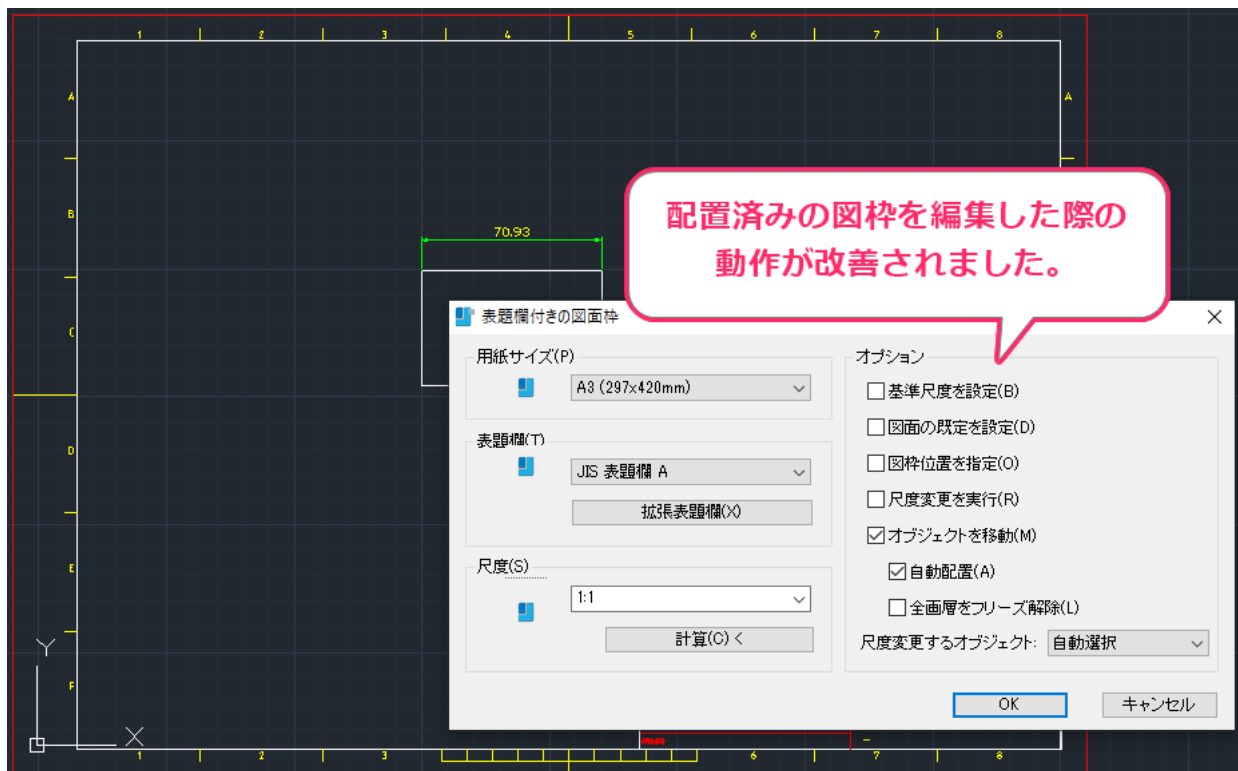 1 2 3 4 5 6 7 8
A A
B
70.93
配置済みの図枠を編集した際の
動作が改善されました。
C
表題欄付きの図面枠
用紙サイズ(P)
A3 (297x420mm)
表題欄(T)
JIS 表題欄 A
拡張表題欄(X)
尺度(S)
1:1
計算(C) <
オプション
基準尺度を設定(B)
図面の既定を設定(D)
図枠位置を指定(O)
尺度変更を実行(R)
オブジェクトを移動(M)
自動配置(A)
全画層をフリーズ解除(L)
尺度変更するオブジェクト: 自動選択
OK キャンセル
D
E
F
Y
X
1 2 3 6 7 8